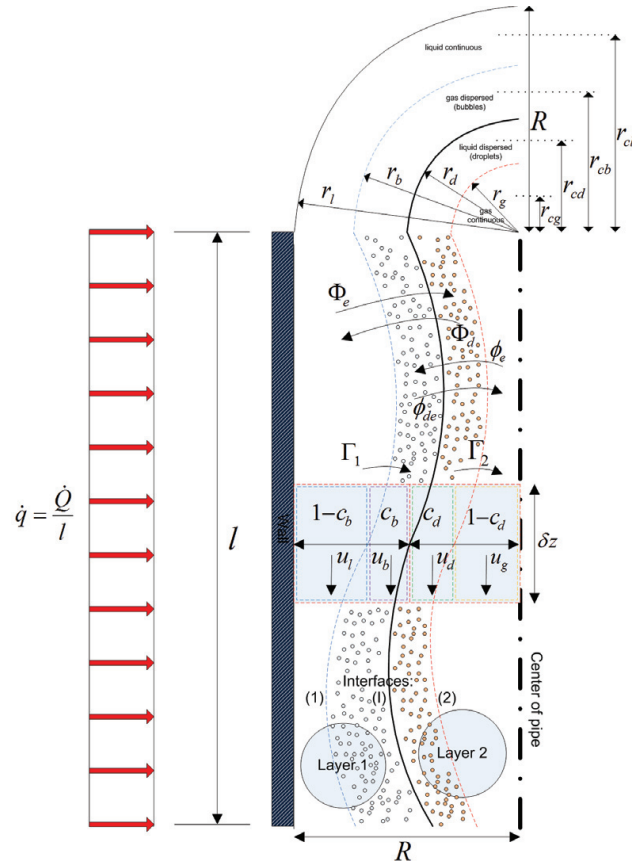 liquid continuous
gas dispersed
(bubbles)
liquid dispersed
(droplets)
gas
continuous
R
r_cl
r_cb
r_cd
r_cg
r_l
r_b
r_d
r_g
Φ_e
Φ_d
ϕ_e
ϕ_de
Γ_1
Γ_2
1−c_b
c_b
c_d
1−c_d
u_l
u_b
u_d
u_g
δz
q̇ = Q̇/l
l
Wall
Interfaces:
(1)
(I)
(2)
Layer 1
Layer 2
Center of pipe
R